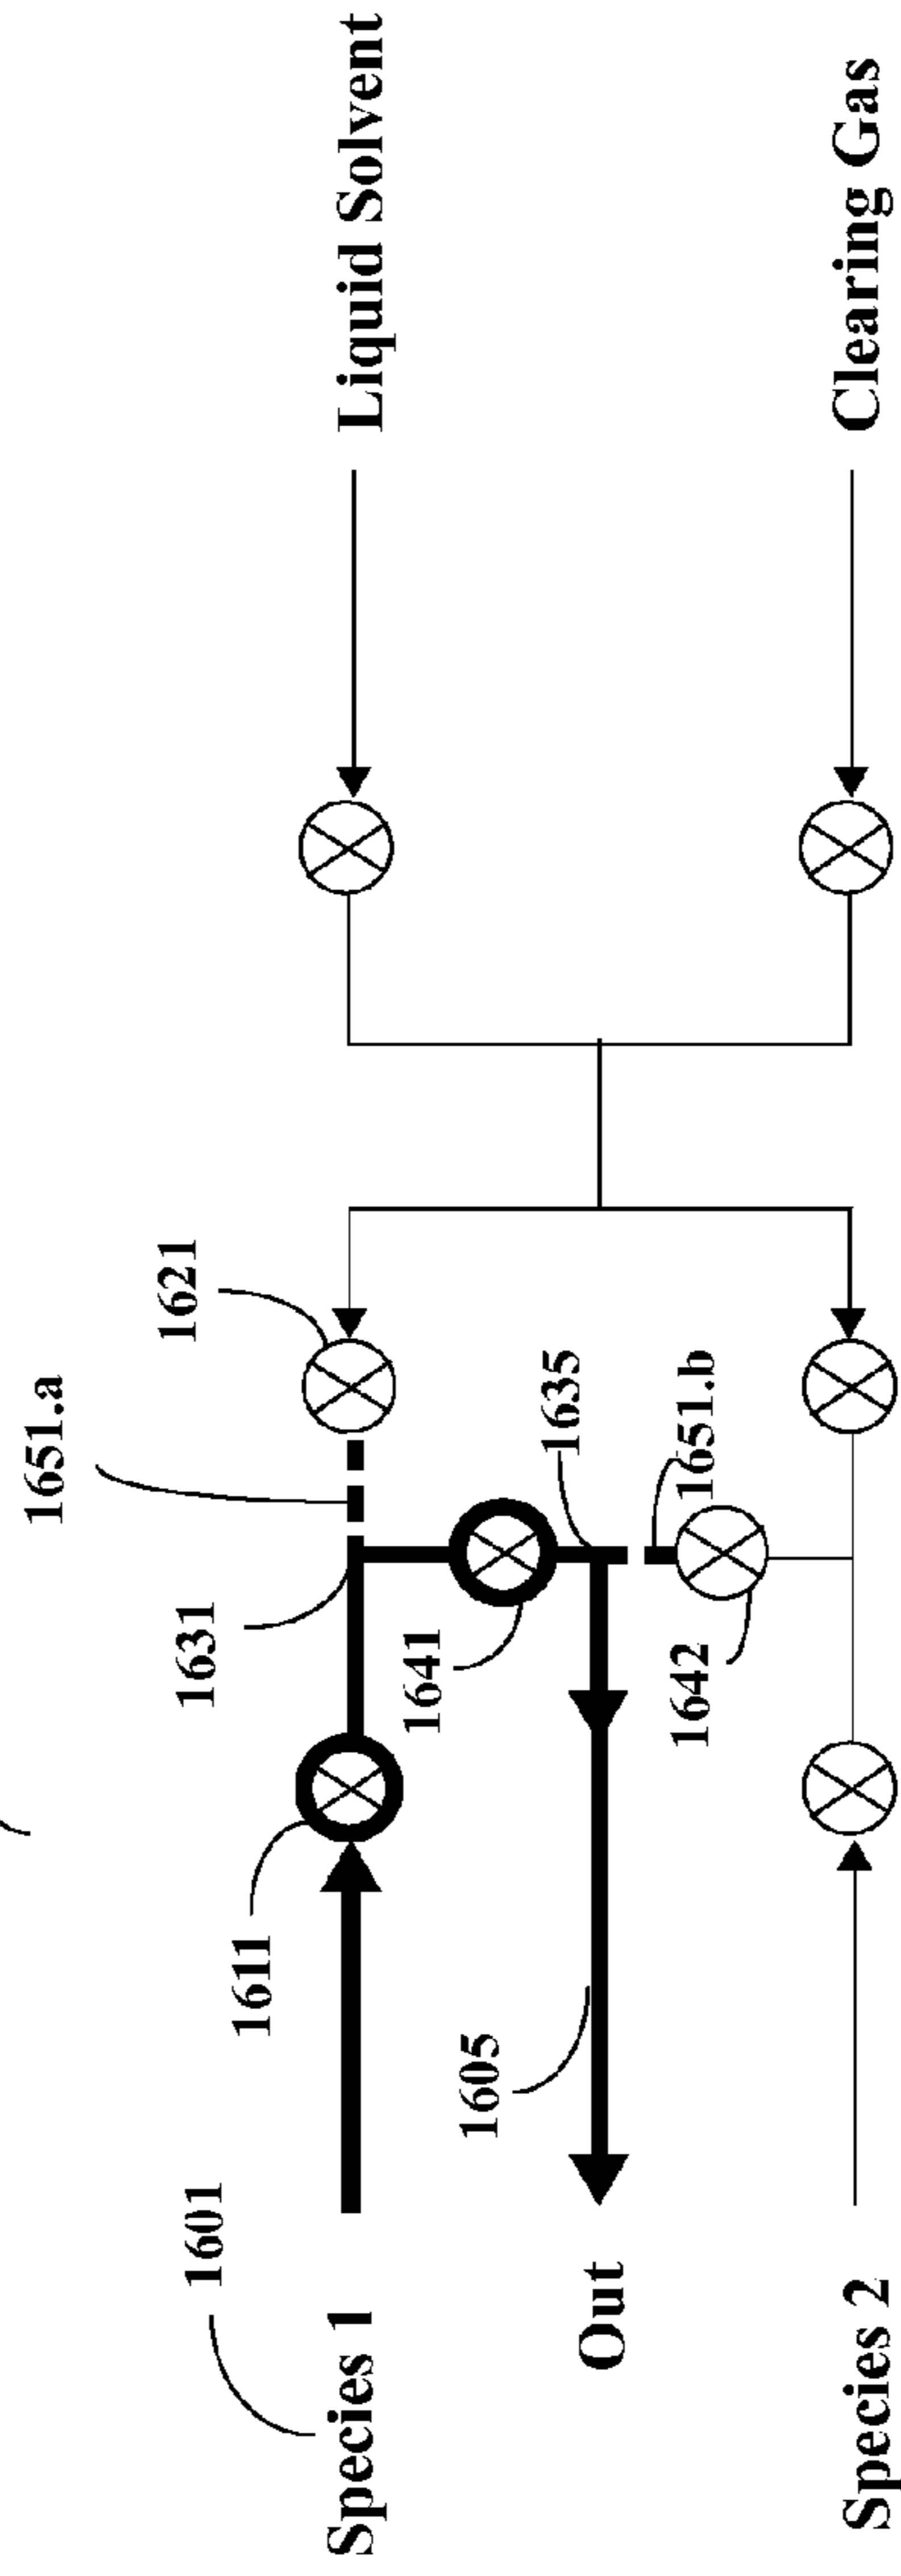 1651.a
1621
1601
1611
1631
Species 1
Liquid Solvent
1641
1605
1635
Out
1651.b
1642
Species 2
Clearing Gas